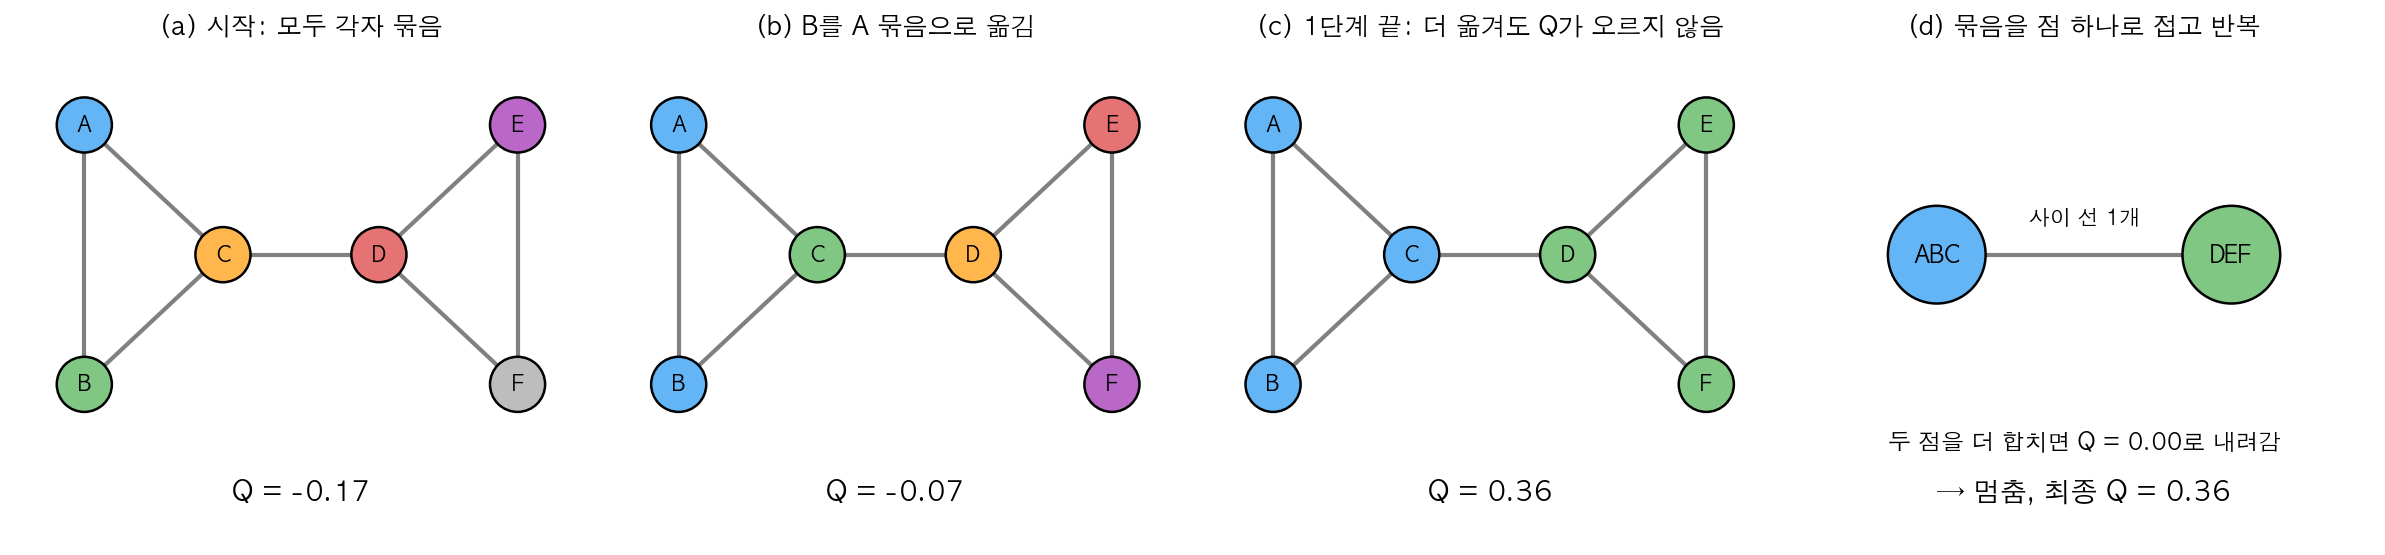 (a) 시작: 모두 각자 묶음
A
E
C
D
B
F
Q = -0.17
(b) B를 A 묶음으로 옮김
A
E
C
D
B
F
Q = -0.07
(c) 1단계 끝: 더 옮겨도 Q가 오르지 않음
A
E
C
D
B
F
Q = 0.36
(d) 묶음을 점 하나로 접고 반복
사이 선 1개
ABC
DEF
두 점을 더 합치면 Q = 0.00로 내려감
→ 멈춤, 최종 Q = 0.36